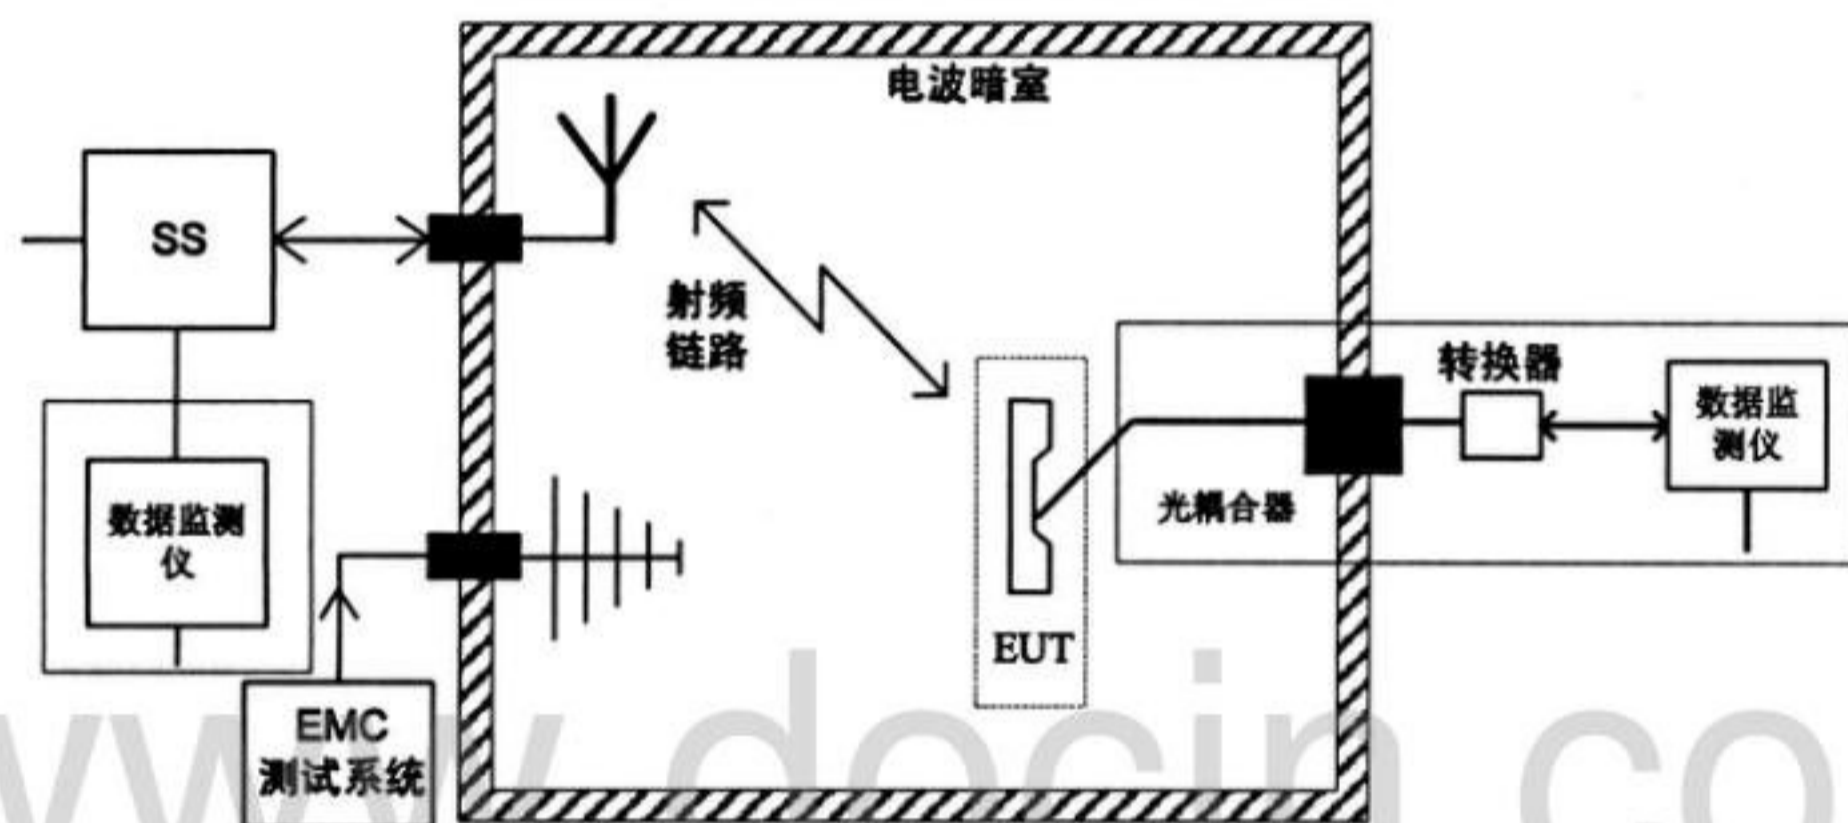 电波暗室
SS
射频
链路
转换器
数据监
测仪
光耦合器
数据监测
仪
EUT
EMC
测试系统
www.docin.co